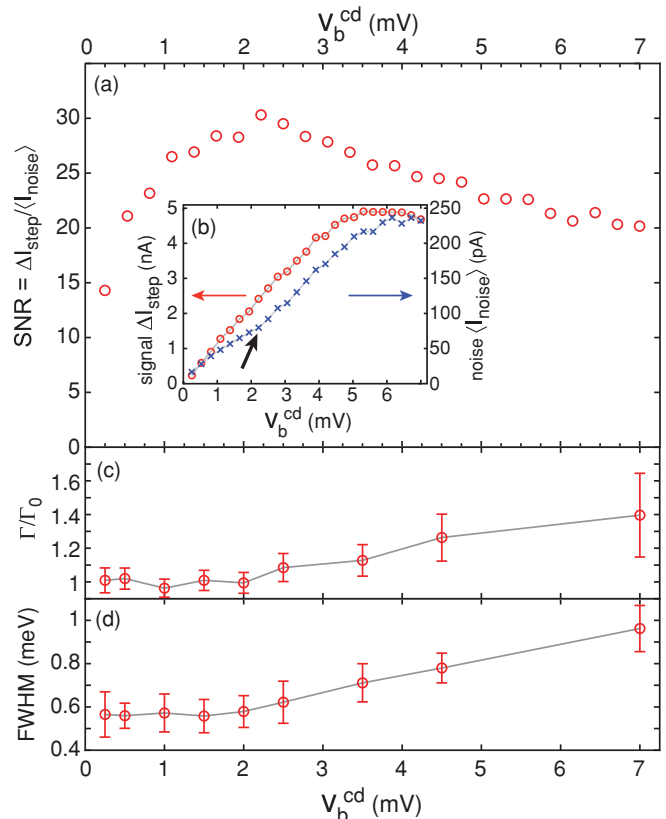 V_b^cd (mV)
0 1 2 3 4 5 6 7
(a)
SNR = ΔI_step/⟨I_noise⟩
30
25
20
15
0
(b)
signal ΔI_step (nA)
5
4
3
2
1
0
noise ⟨I_noise⟩ (pA)
250
200
150
100
50
0
0 1 2 3 4 5 6
V_b^cd (mV)
(c)
Γ/Γ_0
1.6
1.4
1.2
1
(d)
FWHM (meV)
1
0.8
0.6
0.4
0 1 2 3 4 5 6 7
V_b^cd (mV)